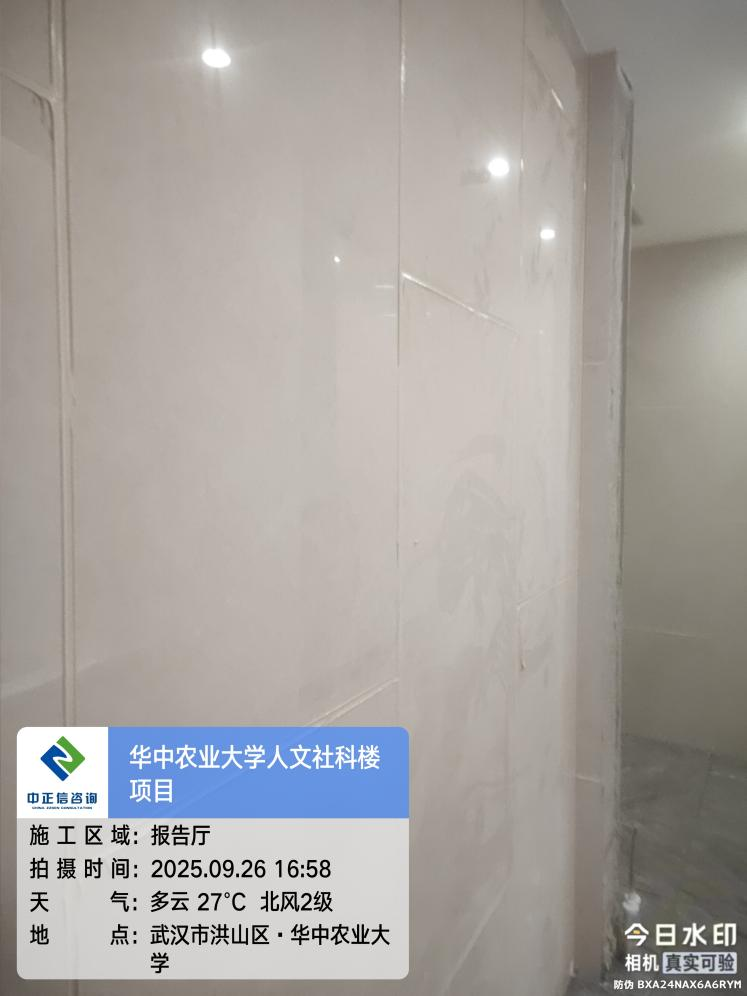 华中农业大学人文社科楼
项目
中正信咨询
施工区域：报告厅
拍摄时间：2025.09.26 16:58
天气：多云 27℃ 北风2级
地点：武汉市洪山区·华中农业大
学
今日水印
相机 真实可验
防伪 BXA24NAX6A6RYM